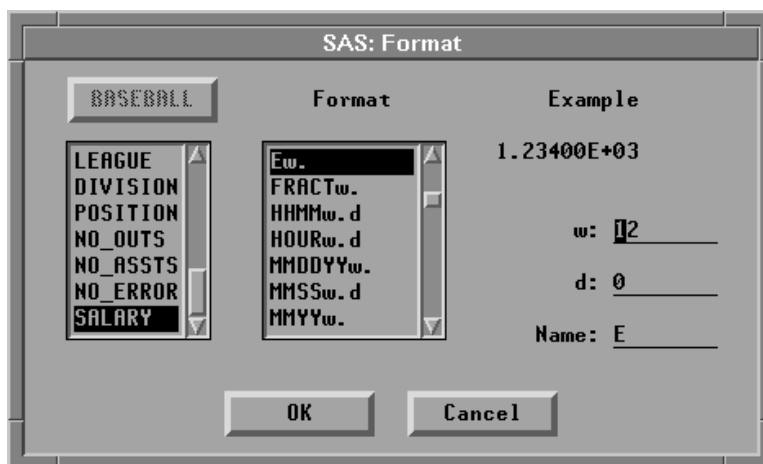 SAS: Format
BASEBALL
Format
Example
LEAGUE
DIVISION
POSITION
NO_OUTS
NO_ASSTS
NO_ERROR
SALARY
Ew.
FRACTw.
HHMMw.d
HOURw.d
MMDDYYw.
MMSSw.d
MMYYw.
1.23400E+03
w: 12
d: 0
Name: E
OK
Cancel